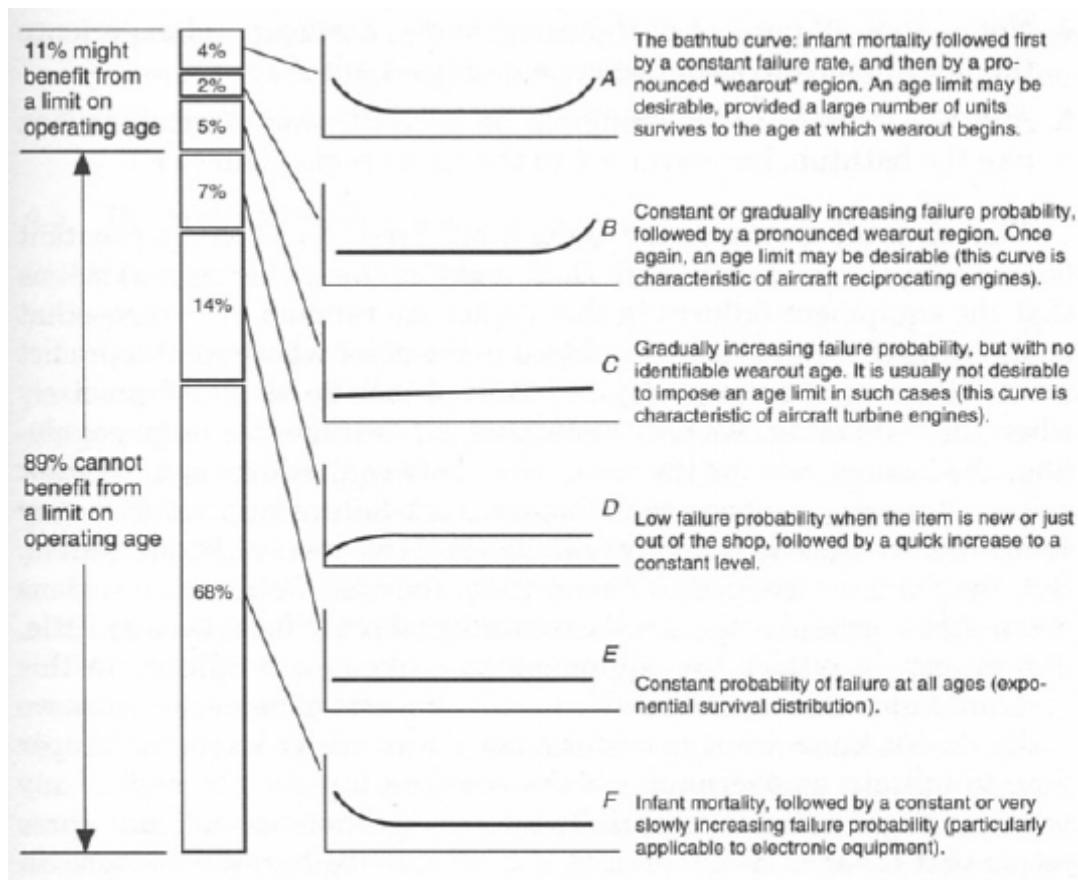 11% might
benefit from
a limit on
operating age
89% cannot
benefit from
a limit on
operating age
4%
2%
5%
7%
14%
68%
A
The bathtub curve: infant mortality followed first
by a constant failure rate, and then by a pro-
nounced "wearout" region. An age limit may be
desirable, provided a large number of units
survives to the age at which wearout begins.
B
Constant or gradually increasing failure probability,
followed by a pronounced wearout region. Once
again, an age limit may be desirable (this curve is
characteristic of aircraft reciprocating engines).
C
Gradually increasing failure probability, but with no
identifiable wearout age. It is usually not desirable
to impose an age limit in such cases (this curve is
characteristic of aircraft turbine engines).
D
Low failure probability when the item is new or just
out of the shop, followed by a quick increase to a
constant level.
E
Constant probability of failure at all ages (expo-
nential survival distribution).
F
Infant mortality, followed by a constant or very
slowly increasing failure probability (particularly
applicable to electronic equipment).